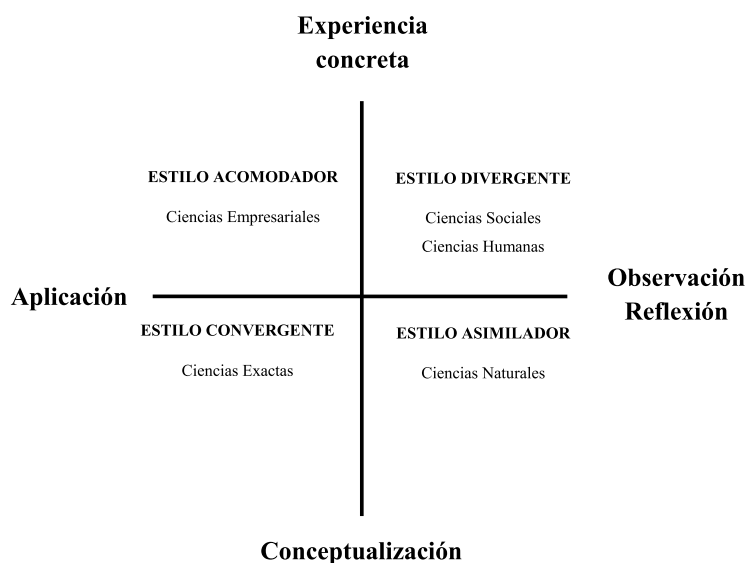 Experiencia
concreta
ESTILO ACOMODADOR
Ciencias Empresariales
ESTILO DIVERGENTE
Ciencias Sociales
Ciencias Humanas
Aplicación
Observación
Reflexión
ESTILO CONVERGENTE
Ciencias Exactas
ESTILO ASIMILADOR
Ciencias Naturales
Conceptualización